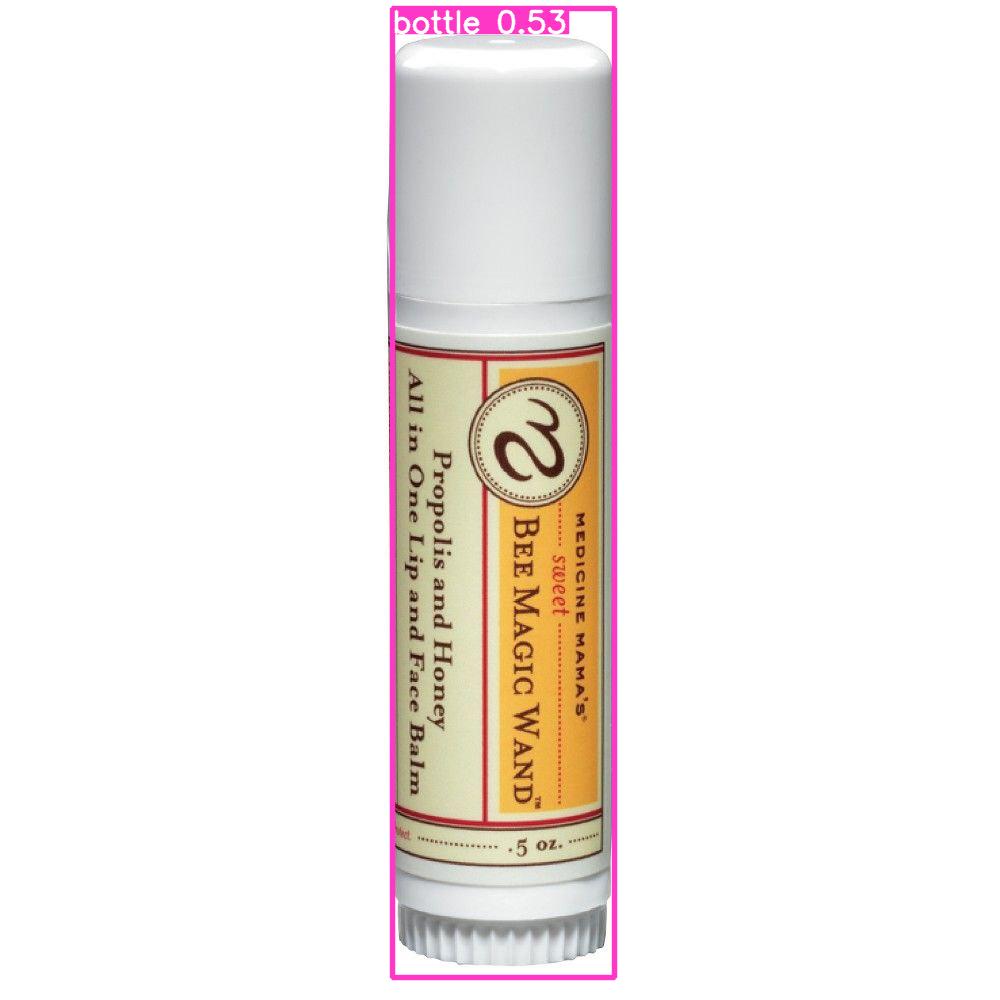 bottle 0.53
MEDICINE MAMA'S®
sweet
BEE MAGIC WAND™
Propolis and Honey
All in One Lip and Face Balm
.5 oz.